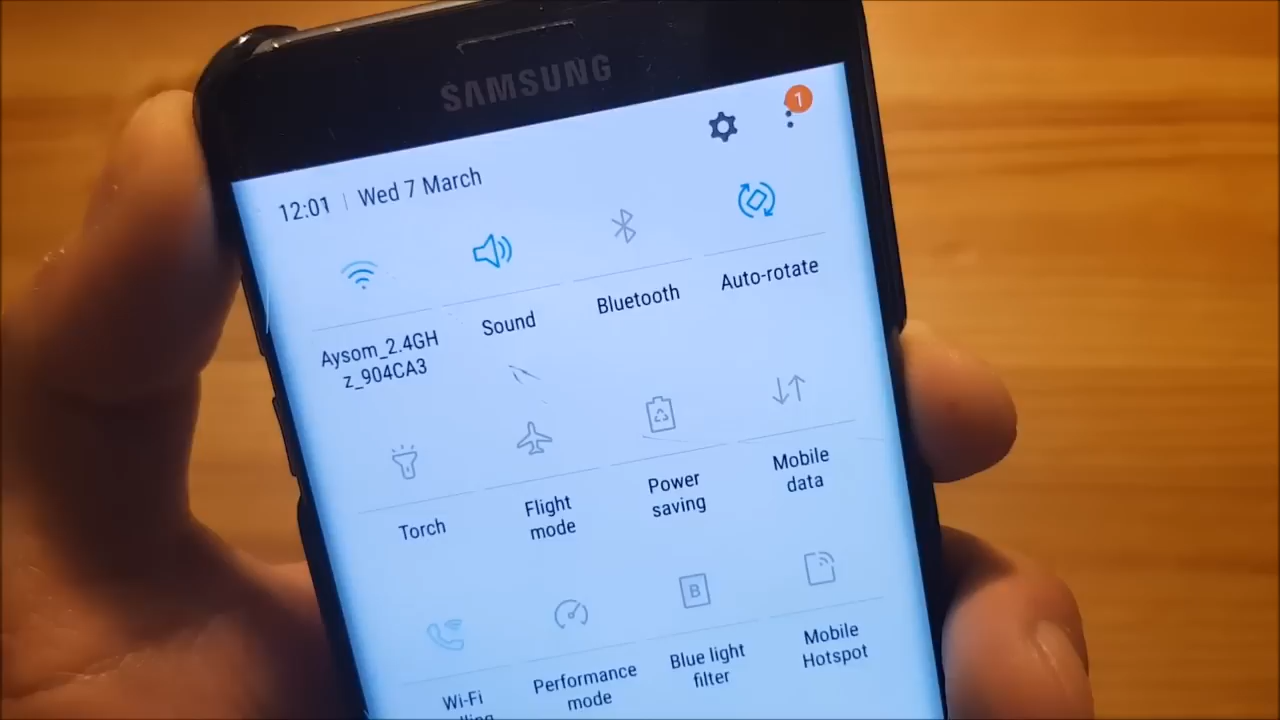 SAMSUNG
1
12:01 | Wed 7 March
Aysom_2.4GH
z_904CA3
Sound
Bluetooth
Auto-rotate
Torch
Flight
mode
Power
saving
Mobile
data
B
Wi-Fi
Performance
mode
Blue light
filter
Mobile
Hotspot